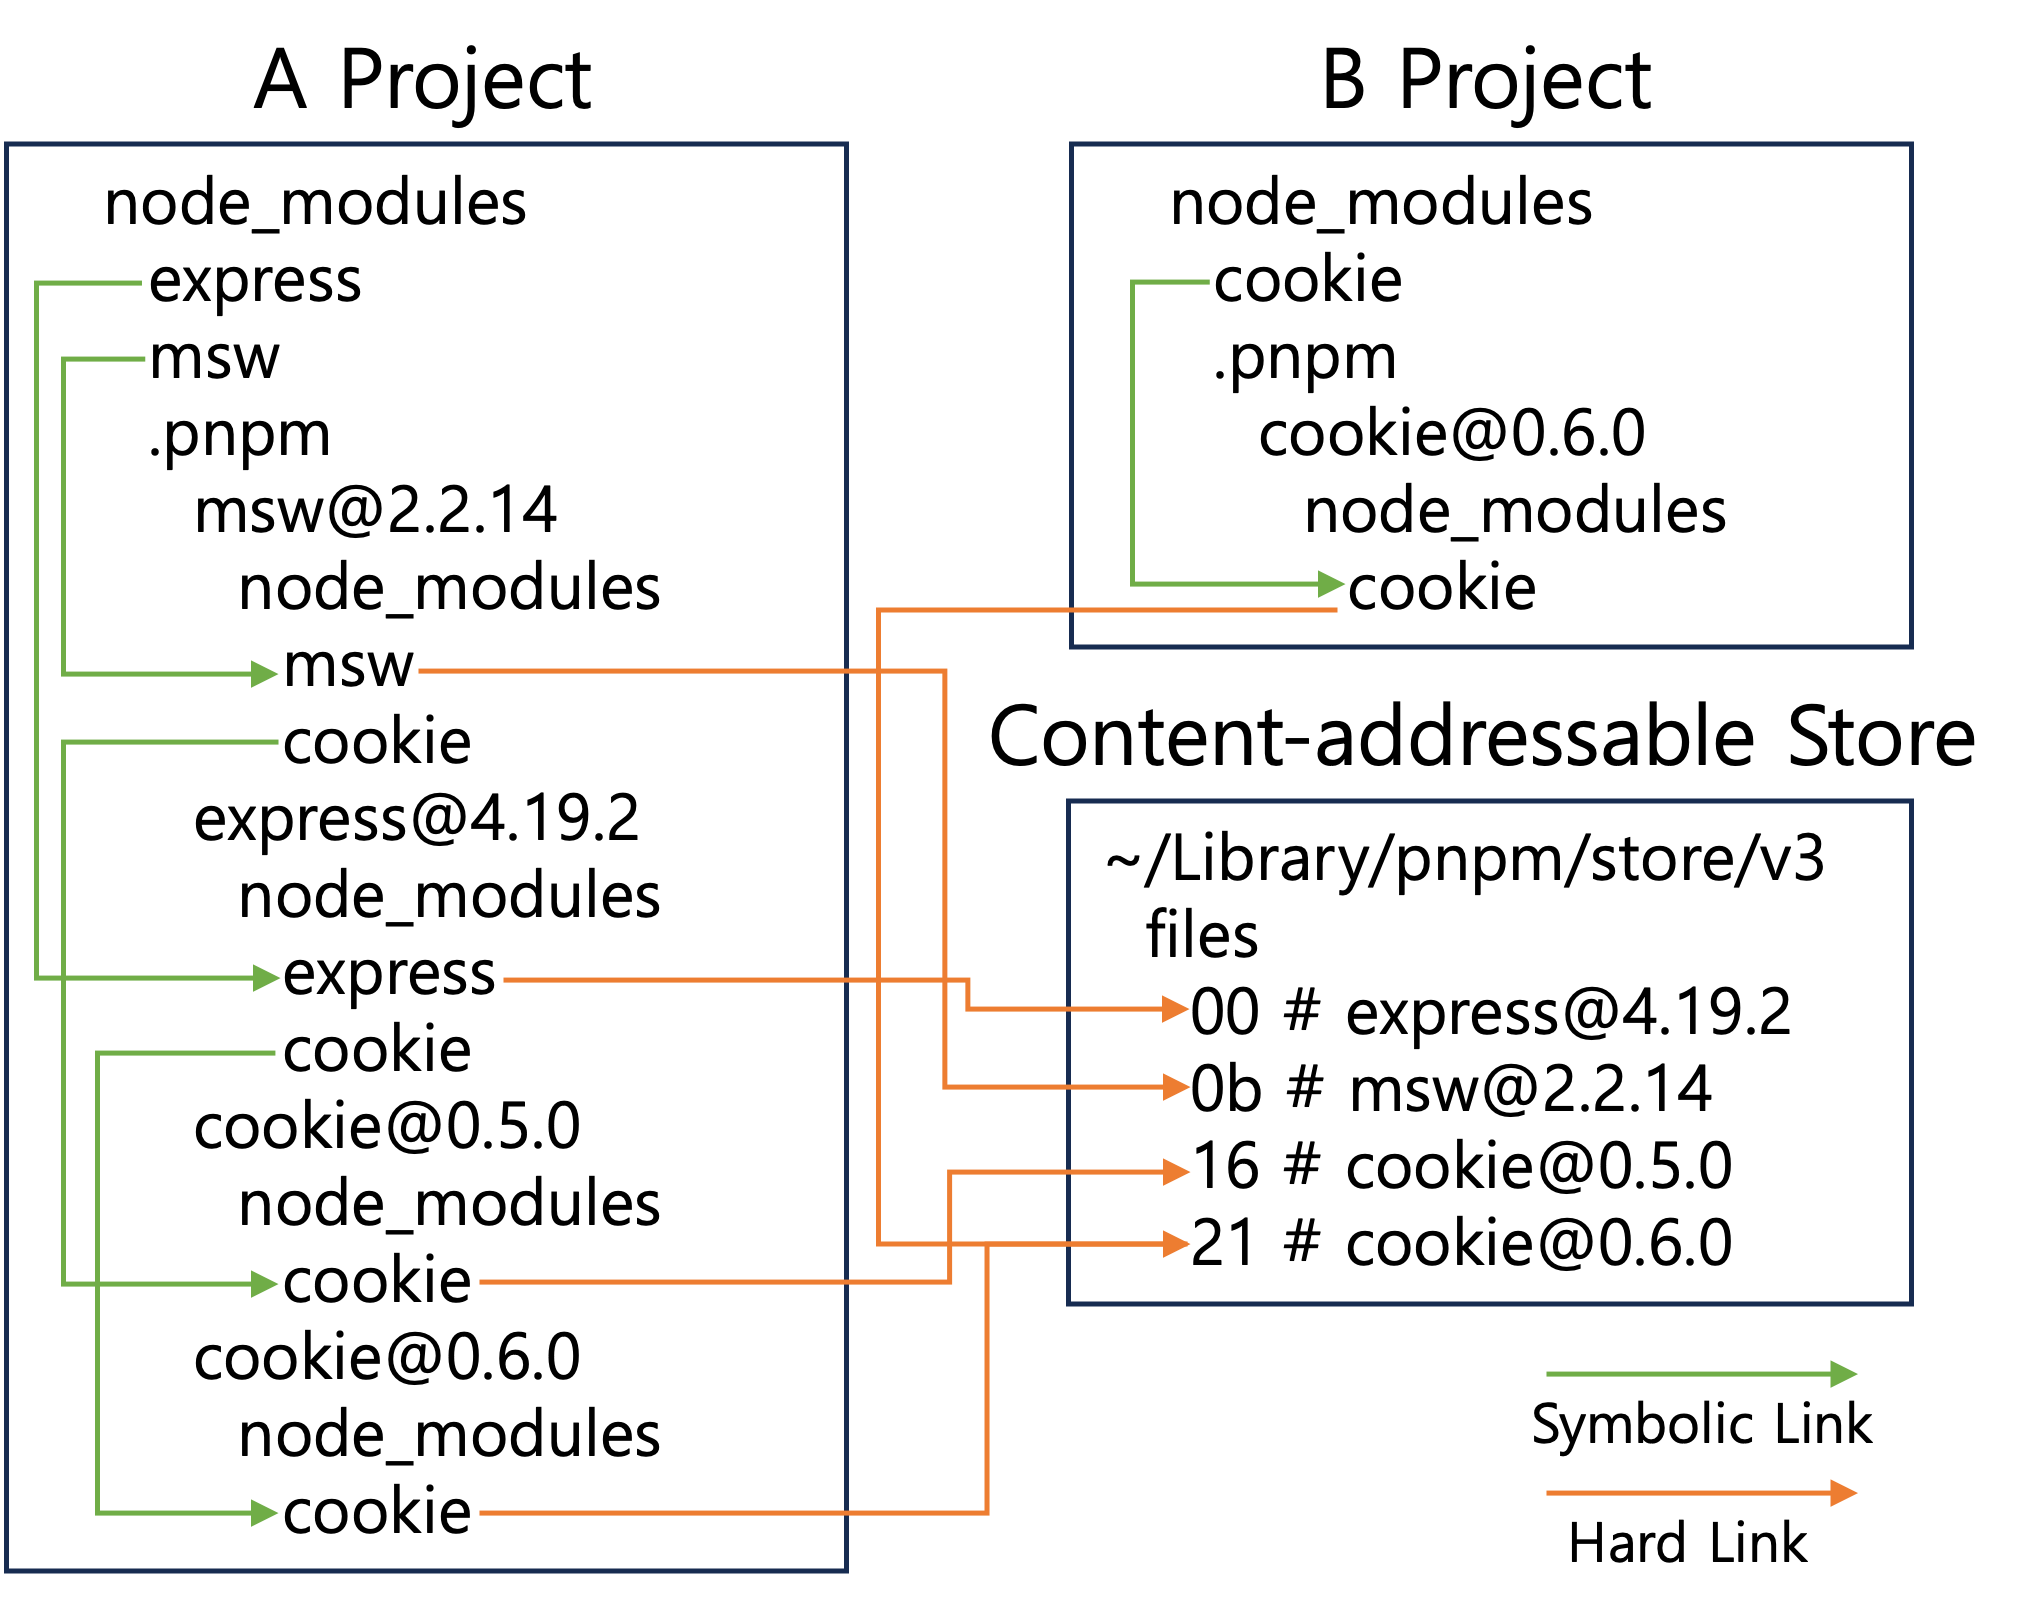 A Project
node_modules
express
msw
.pnpm
msw@2.2.14
node_modules
msw
cookie
express@4.19.2
node_modules
express
cookie
cookie@0.5.0
node_modules
cookie
cookie@0.6.0
node_modules
cookie
B Project
node_modules
cookie
.pnpm
cookie@0.6.0
node_modules
cookie
Content-addressable Store
~/Library/pnpm/store/v3
files
00 # express@4.19.2
0b # msw@2.2.14
16 # cookie@0.5.0
21 # cookie@0.6.0
Symbolic Link
Hard Link